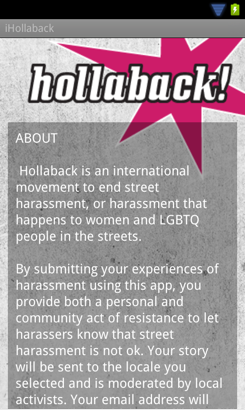 iHollaback
hollaback!
ABOUT
Hollaback is an international
movement to end street
harassment, or harassment that
happens to women and LGBTQ
people in the streets.
By submitting your experiences of
harassment using this app, you
provide both a personal and
community act of resistance to let
harassers know that street
harassment is not ok. Your story
will be sent to the locale you
selected and is moderated by local
activists. Your email address will